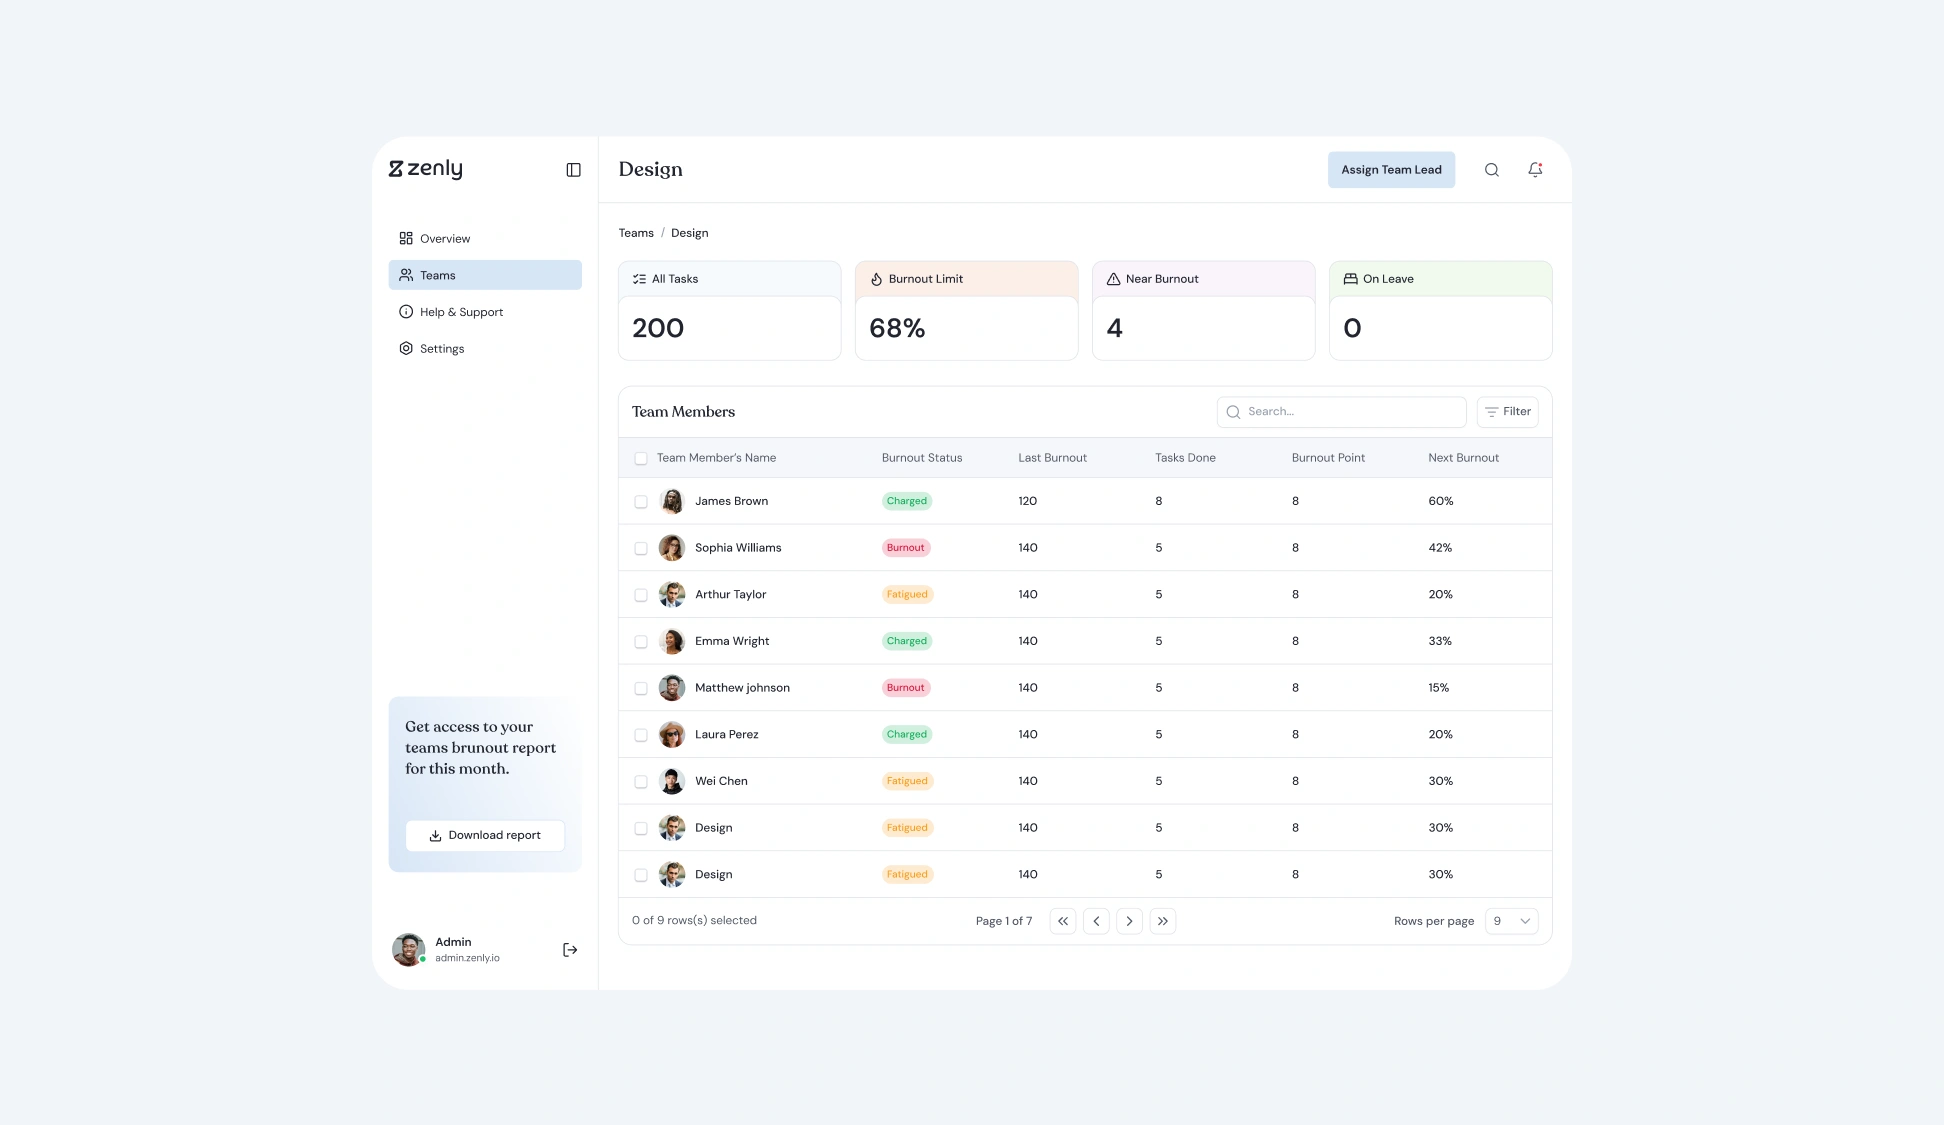 zenly
Design
Assign Team Lead
Overview
Teams
Help & Support
Settings
Teams / Design
All Tasks
200
Burnout Limit
68%
Near Burnout
4
On Leave
0
Team Members
Search...
Filter
Team Member's Name Burnout Status Last Burnout Tasks Done Burnout Point Next Burnout
James Brown Charged 120 8 8 60%
Sophia Williams Burnout 140 5 8 42%
Arthur Taylor Fatigued 140 5 8 20%
Emma Wright Charged 140 5 8 33%
Matthew johnson Burnout 140 5 8 15%
Laura Perez Charged 140 5 8 20%
Wei Chen Fatigued 140 5 8 30%
Design Fatigued 140 5 8 30%
Design Fatigued 140 5 8 30%
0 of 9 rows(s) selected Page 1 of 7 Rows per page 9
Get access to your
teams brunout report
for this month.
Download report
Admin
admin.zenly.io